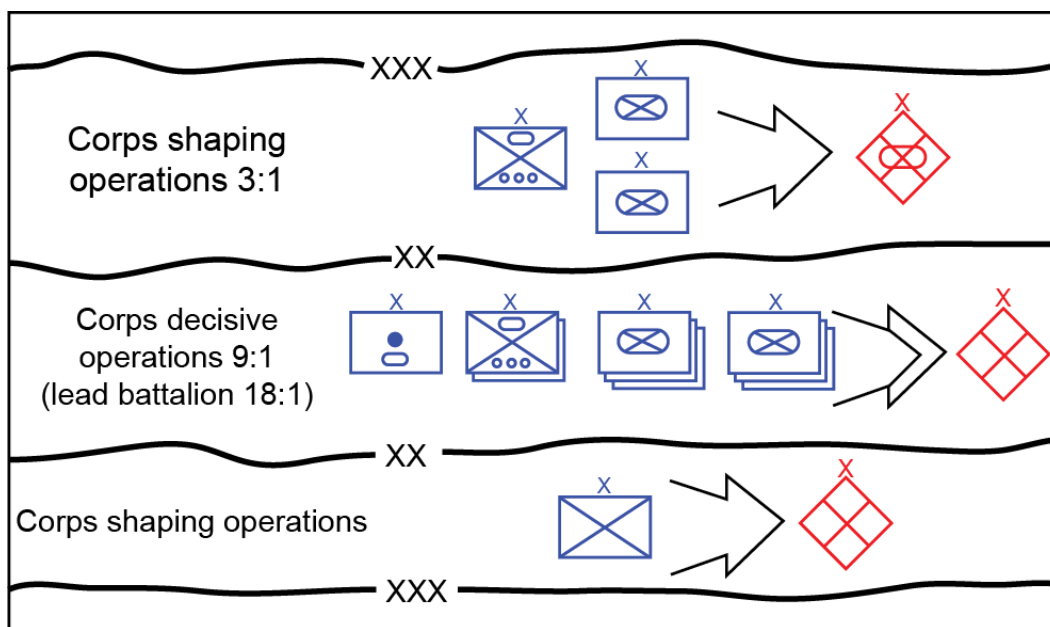 XXX
X
X
X
X
Corps shaping
operations 3:1
XX
X
X
X
X
X
Corps decisive
operations 9:1
(lead battalion 18:1)
XX
X
X
Corps shaping operations
XXX